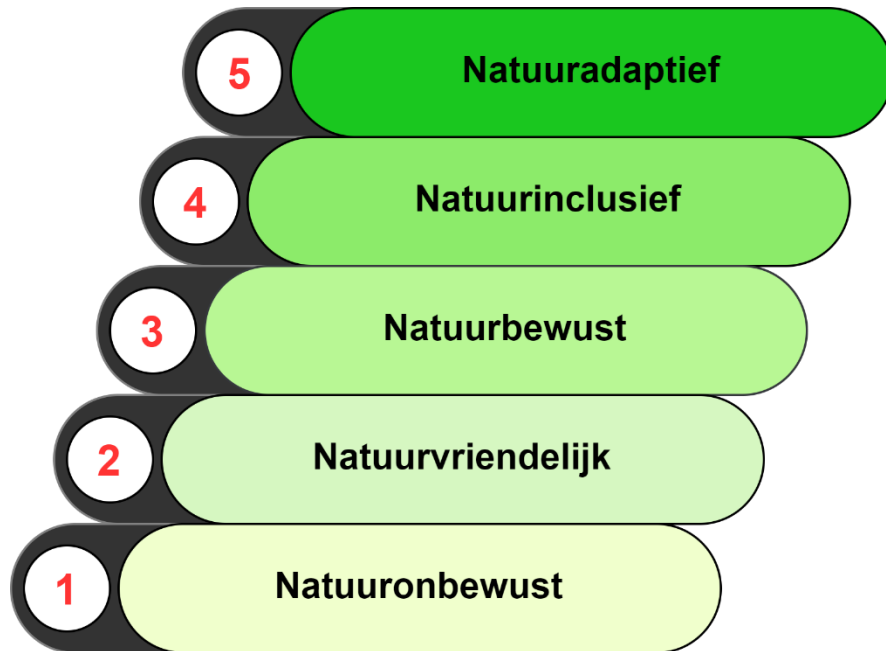 5 Natuuradaptief
4 Natuurinclusief
3 Natuurbewust
2 Natuurvriendelijk
1 Natuuronbewust